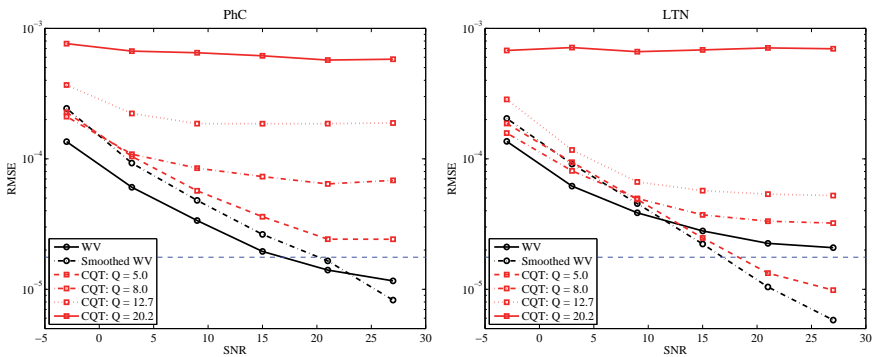 PhC
10^-3
10^-4
10^-5
RMSE
WV
Smoothed WV
CQT: Q = 5.0
CQT: Q = 8.0
CQT: Q = 12.7
CQT: Q = 20.2
-5 0 5 10 15 20 25 30
SNR
LTN
10^-3
10^-4
10^-5
RMSE
WV
Smoothed WV
CQT: Q = 5.0
CQT: Q = 8.0
CQT: Q = 12.7
CQT: Q = 20.2
-5 0 5 10 15 20 25 30
SNR